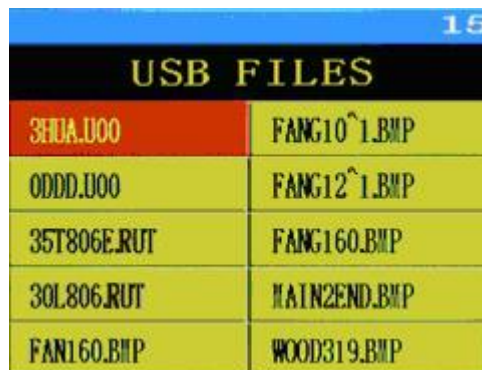 15
USB FILES
3HUA.U00 FANG10^1.BMP
0DDD.U00 FANG12^1.BMP
35T806E.RUT FANG160.BMP
30L806.RUT MAIN2END.BMP
FAN160.BMP WOOD319.BMP